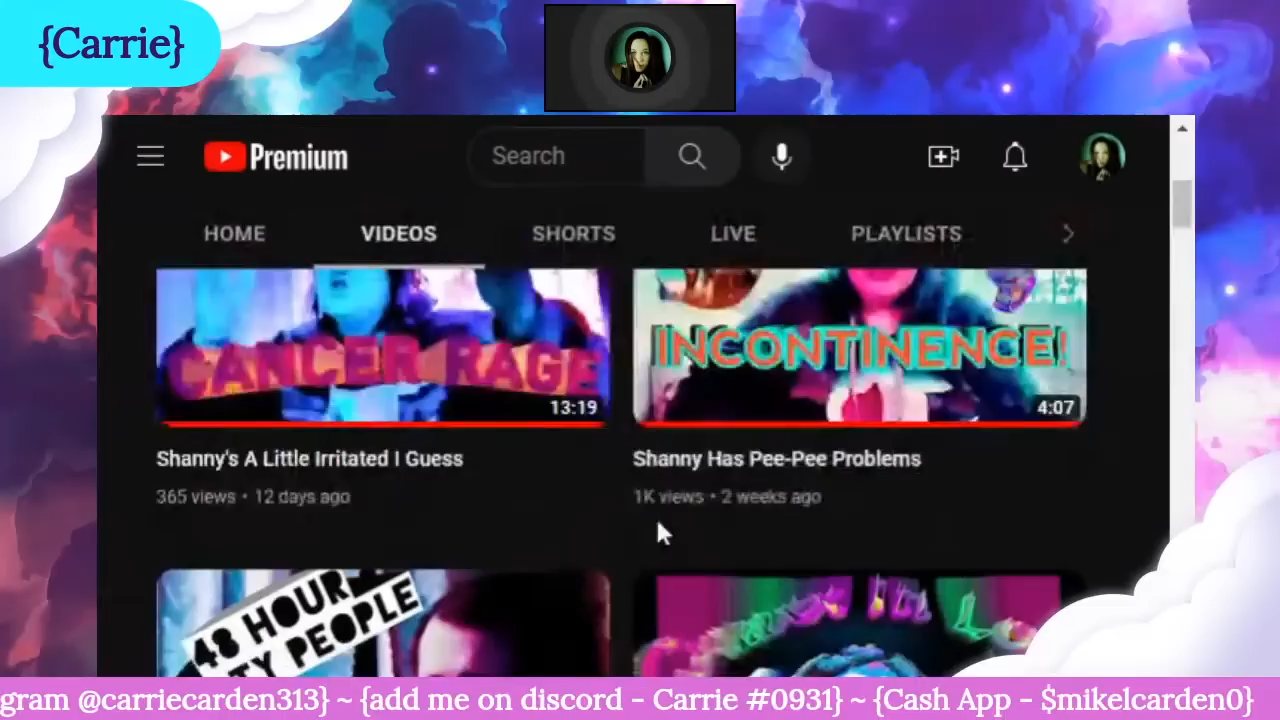 {Carrie}
Premium
Search
HOME
VIDEOS
SHORTS
LIVE
PLAYLISTS
CANCER RAGE
13:19
INCONTINENCE!
4:07
Shanny's A Little Irritated I Guess
Shanny Has Pee-Pee Problems
365 views • 12 days ago
1K views • 2 weeks ago
48 HOUR
TY PEOPLE
gram @carriecarden313} ~ {add me on discord - Carrie #0931} ~ {Cash App - $mikelcarden0}